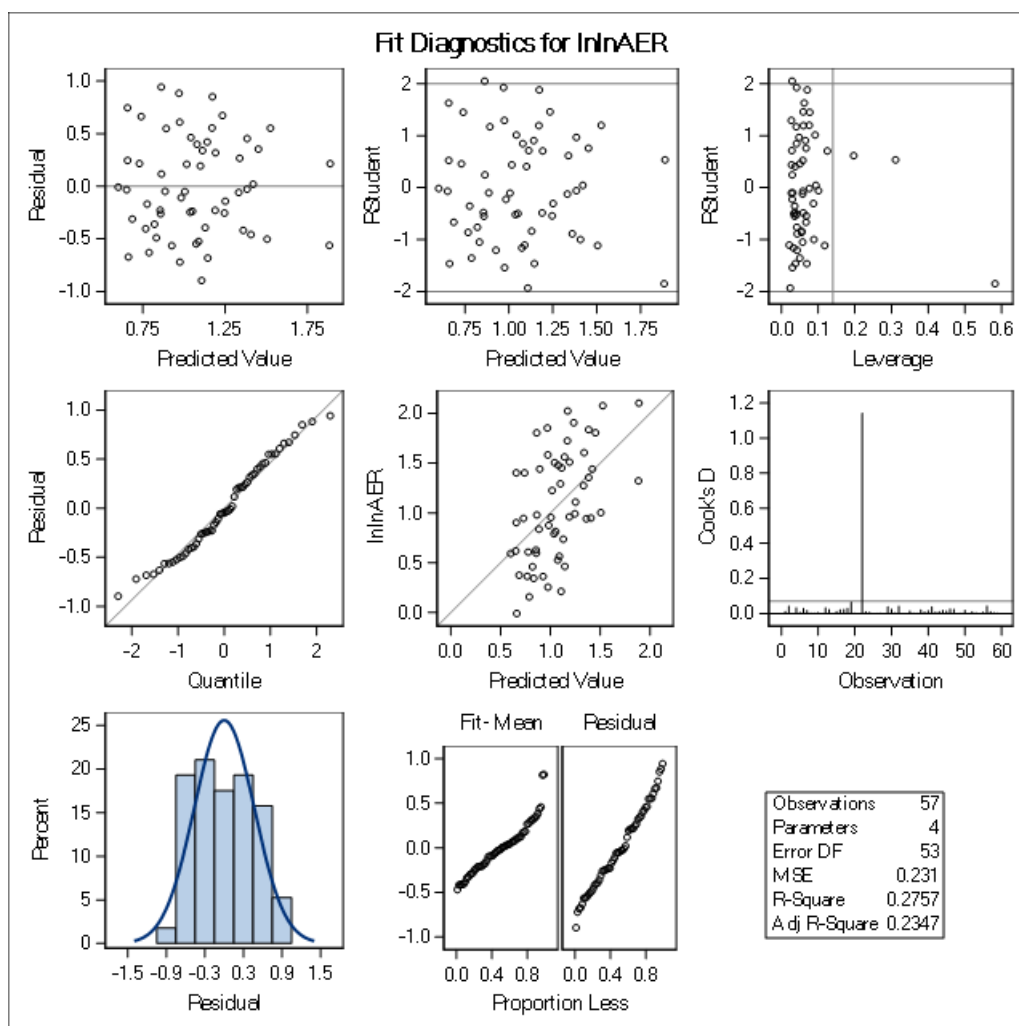 Fit Diagnostics for lnlnAER
1.0
0.5
0.0
-0.5
-1.0
Residual
0.75 1.25 1.75
Predicted Value
2
1
0
-1
-2
RStudent
0.75 1.00 1.25 1.50 1.75
Predicted Value
2
1
0
-1
-2
RStudent
0.0 0.1 0.2 0.3 0.4 0.5 0.6
Leverage
1.0
0.5
0.0
-0.5
-1.0
Residual
-2 -1 0 1 2
Quantile
2.0
1.5
1.0
0.5
0.0
lnlnAER
0.0 0.5 1.0 1.5 2.0
Predicted Value
1.2
1.0
0.8
0.6
0.4
0.2
0.0
Cook's D
0 10 20 30 40 50 60
Observation
25
20
15
10
5
0
Percent
-1.5 -0.9 -0.3 0.3 0.9 1.5
Residual
Fit-Mean Residual
1.0
0.5
0.0
-0.5
-1.0
0.0 0.4 0.8 0.0 0.4 0.8
Proportion Less
Observations 57
Parameters 4
Error DF 53
MSE 0.231
R-Square 0.2757
Adj R-Square 0.2347